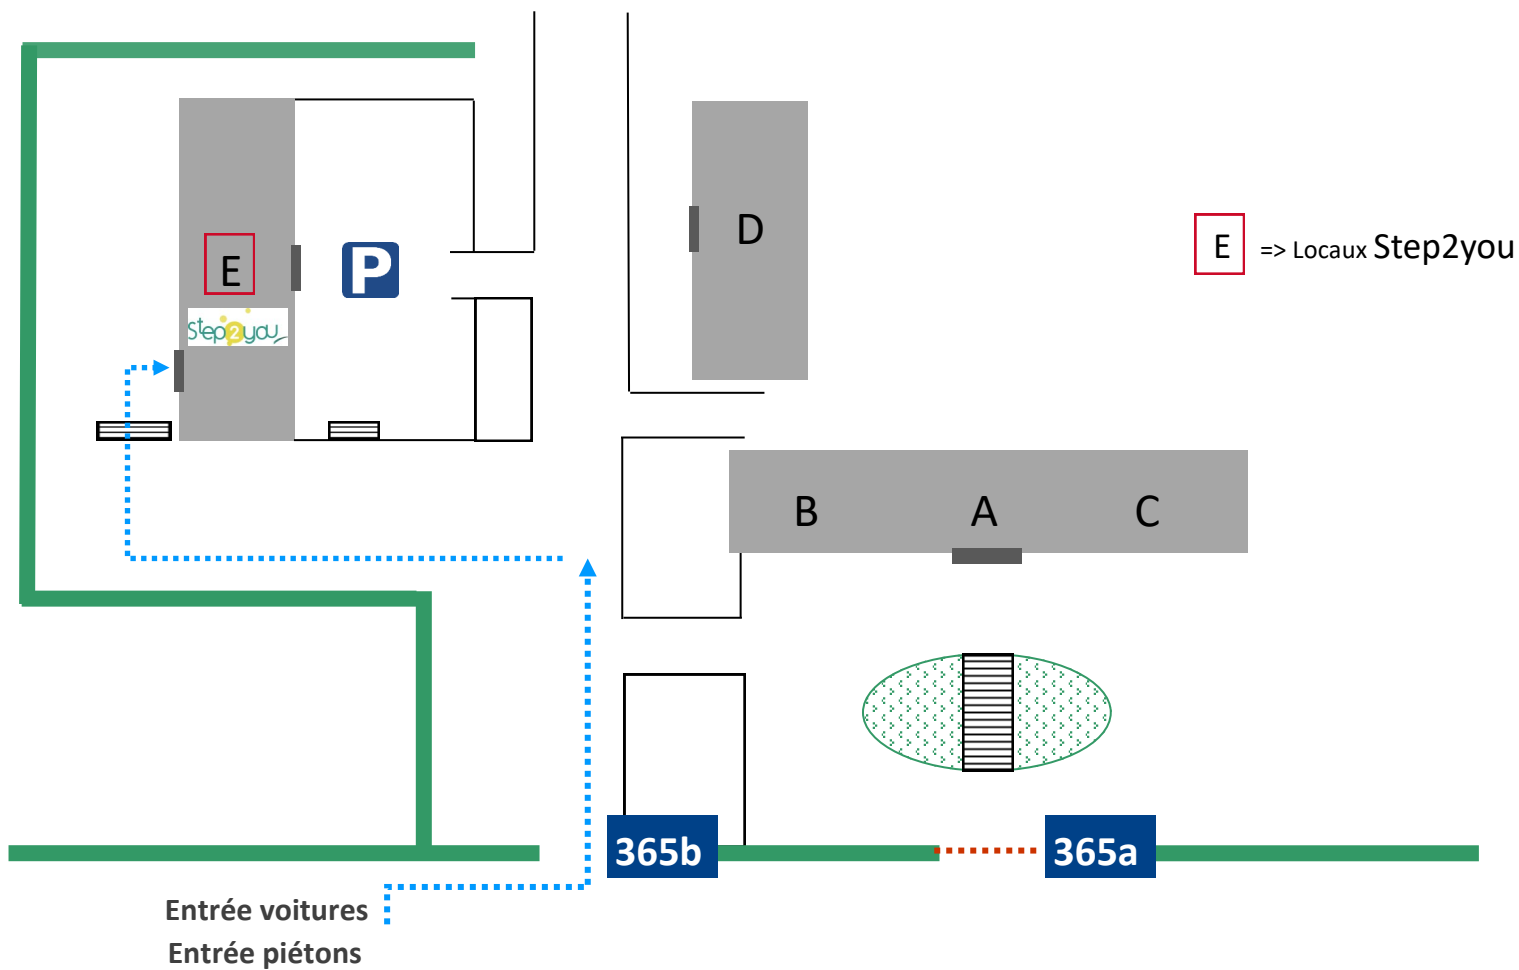 D
E
P
E => Locaux Step2you
step2you
B A C
365b
365a
Entrée voitures
Entrée piétons